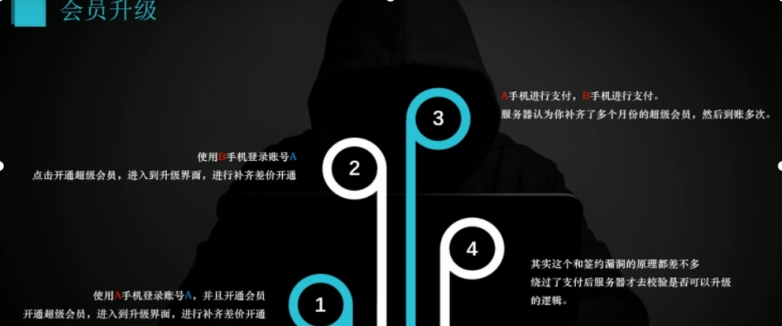 会员升级
1
使用A手机登录账号A，并且开通会员
开通超级会员，进入到升级界面，进行补齐差价开通
2
使用B手机登录账号A
点击开通超级会员，进入到升级界面，进行补齐差价开通
3
A手机进行支付，B手机进行支付。
服务器认为你补齐了多个月份的超级会员，然后到账多次。
4
其实这个和签约漏洞的原理都差不多
绕过了支付后服务器才去校验是否可以升级
的逻辑。